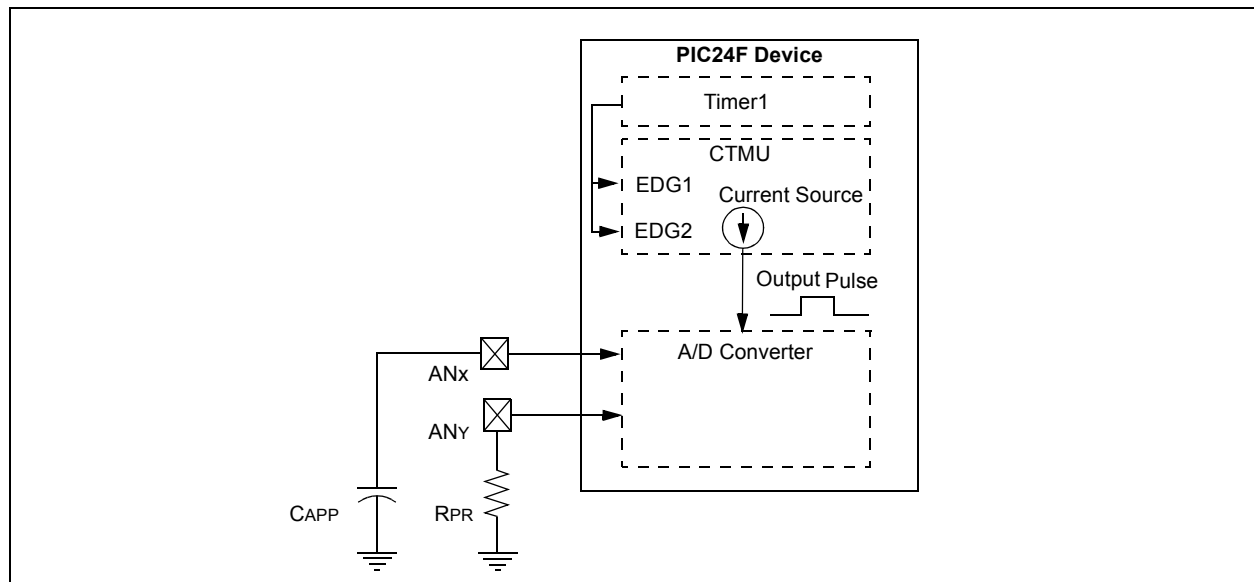 PIC24F Device
Timer1
CTMU
EDG1
Current Source
EDG2
Output Pulse
A/D Converter
ANX
ANY
CAPP
RPR